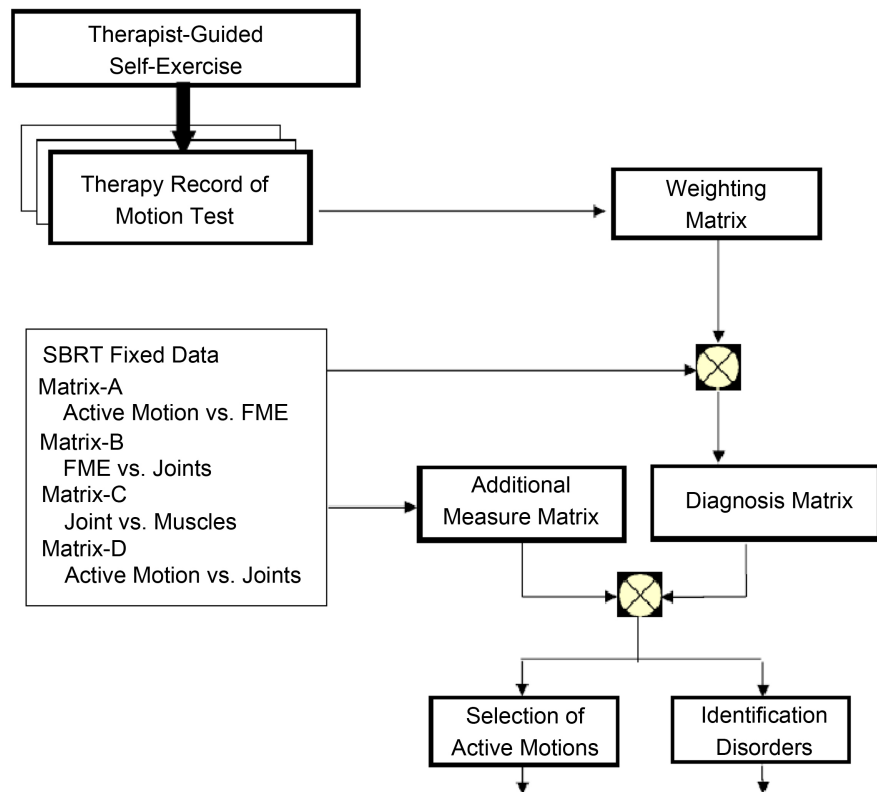 Therapist-Guided
Self-Exercise
Therapy Record of
Motion Test
Weighting
Matrix
SBRT Fixed Data
Matrix-A
Active Motion vs. FME
Matrix-B
FME vs. Joints
Matrix-C
Joint vs. Muscles
Matrix-D
Active Motion vs. Joints
Additional
Measure Matrix
Diagnosis Matrix
Selection of
Active Motions
Identification
Disorders